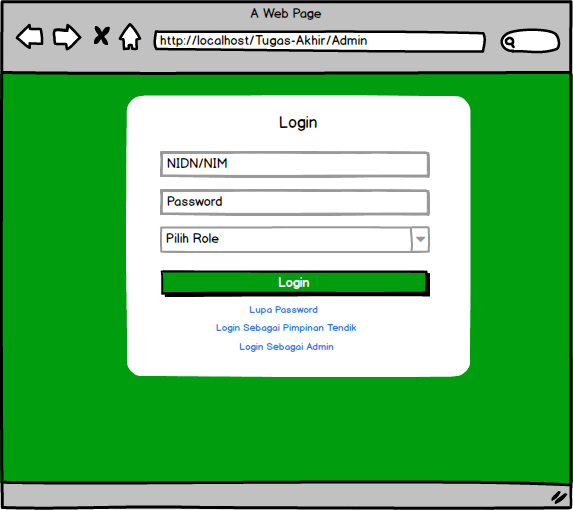 A Web Page
http://localhost/Tugas-Akhir/Admin
Login
NIDN/NIM
Password
Pilih Role
Login
Lupa Password
Login Sebagai Pimpinan Tendik
Login Sebagai Admin